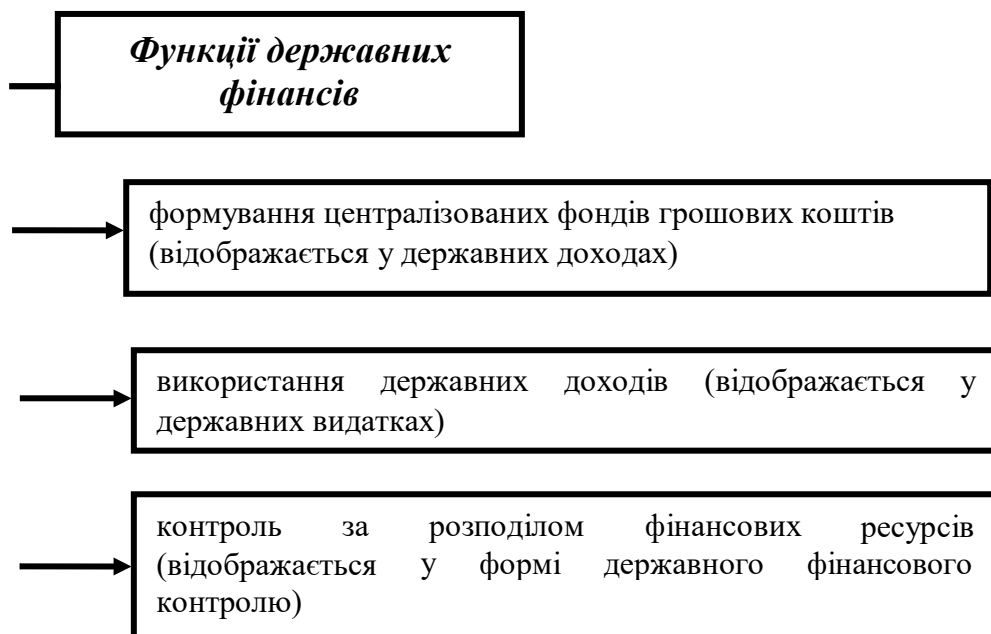 Функції державних
фінансів
формування централізованих фондів грошових коштів
(відображається у державних доходах)
використання державних доходів (відображається у
державних видатках)
контроль за розподілом фінансових ресурсів
(відображається у формі державного фінансового
контролю)